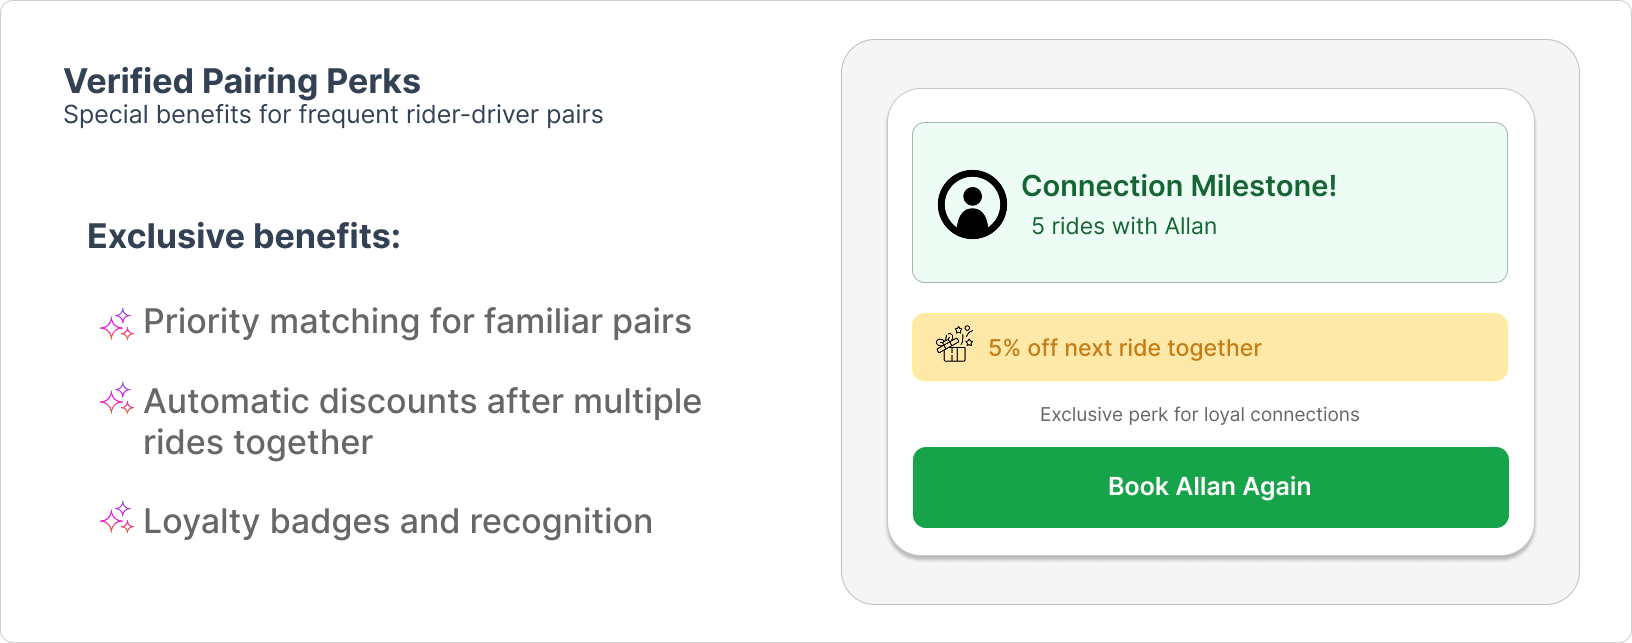 Verified Pairing Perks
Special benefits for frequent rider-driver pairs
Exclusive benefits:
Priority matching for familiar pairs
Automatic discounts after multiple
rides together
Loyalty badges and recognition
Connection Milestone!
5 rides with Allan
5% off next ride together
Exclusive perk for loyal connections
Book Allan Again